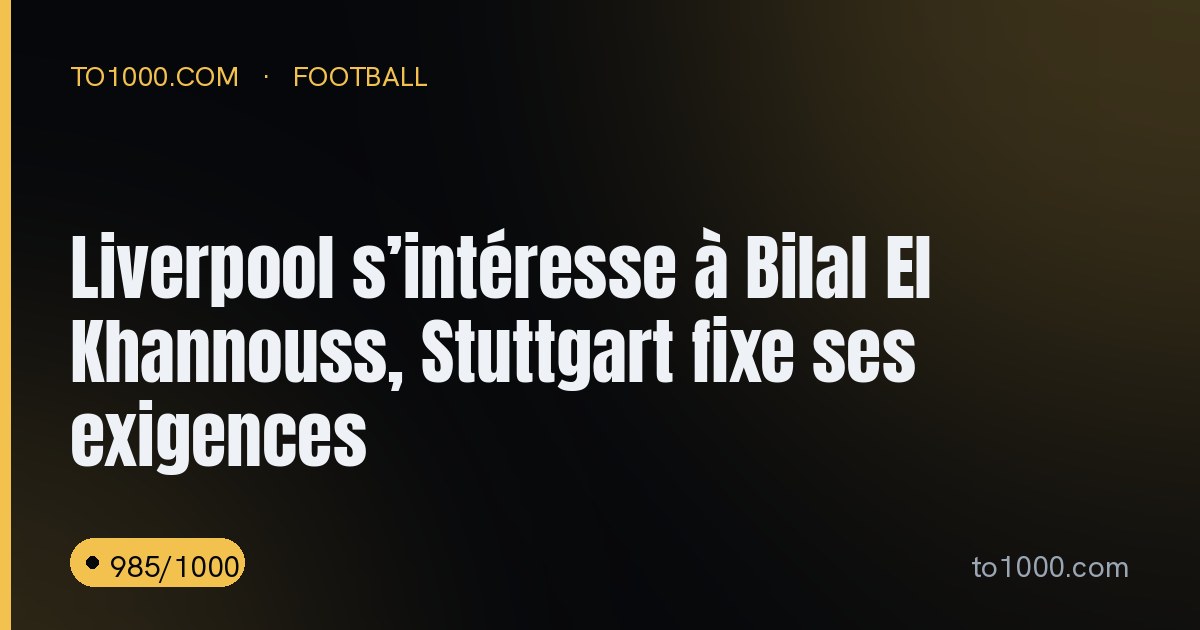 TO1000.COM · FOOTBALL
Liverpool s’intéresse à Bilal El
Khannouss, Stuttgart fixe ses
exigences
985/1000
to1000.com